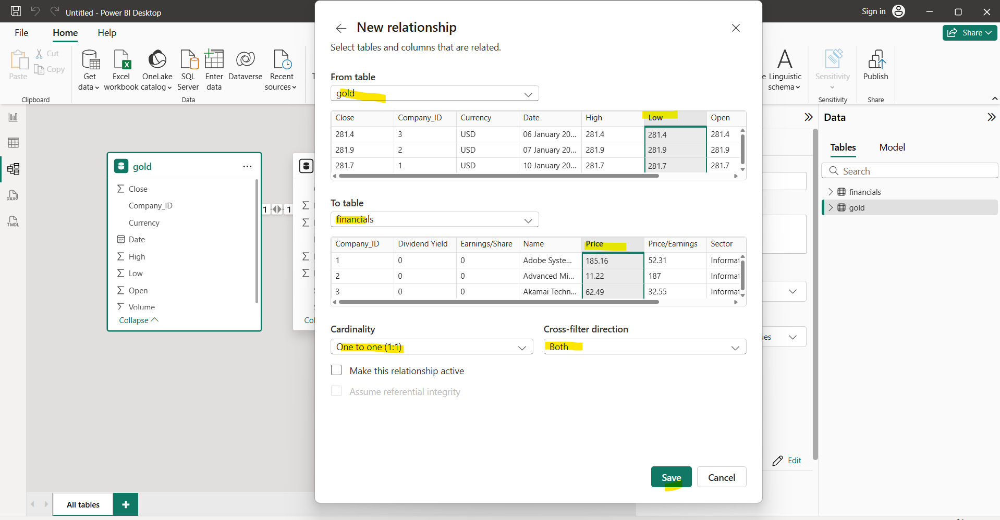 Untitled - Power BI Desktop
Sign in
File Home Help
Share
Paste
Cut
Copy
Clipboard
Get data
Excel workbook
OneLake catalog
SQL Server
Enter data
Dataverse
Recent sources
Data
Linguistic schema
Sensitivity
Sensitivity
Publish
Share
DAX
TMDL
gold
Close
Company_ID
Currency
Date
High
Low
Open
Volume
Collapse
1 1
New relationship
Select tables and columns that are related.
From table
gold
Close Company_ID Currency Date High Low Open
281.4 3 USD 06 January 20... 281.4 281.4 281.4
281.9 2 USD 07 January 20... 281.9 281.9 281.9
281.7 1 USD 10 January 20... 281.7 281.7 281.7
To table
financials
Company_ID Dividend Yield Earnings/Share Name Price Price/Earnings Sector
1 0 0 Adobe Syste... 185.16 52.31 Informat
2 0 0 Advanced Mi... 11.22 187 Informat
3 0 0 Akamai Techn... 62.49 32.55 Informat
Cardinality
One to one (1:1)
Cross-filter direction
Both
Make this relationship active
Assume referential integrity
Save Cancel
Edit
Data
Tables Model
Search
financials
gold
All tables
+